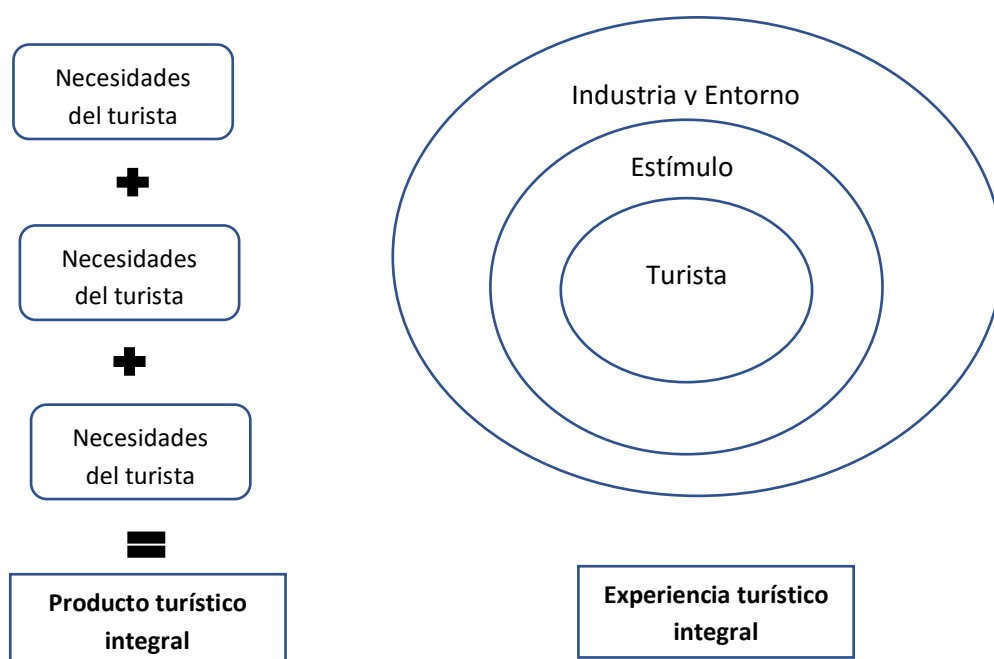 Necesidades
del turista
Necesidades
del turista
Necesidades
del turista
Producto turístico
integral
Industria y Entorno
Estímulo
Turista
Experiencia turístico
integral